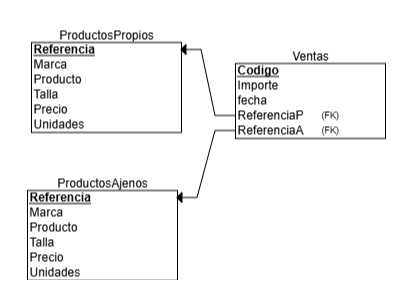 ProductosPropios
Referencia
Marca
Producto
Talla
Precio
Unidades
Ventas
Codigo
Importe
fecha
ReferenciaP (FK)
ReferenciaA (FK)
ProductosAjenos
Referencia
Marca
Producto
Talla
Precio
Unidades